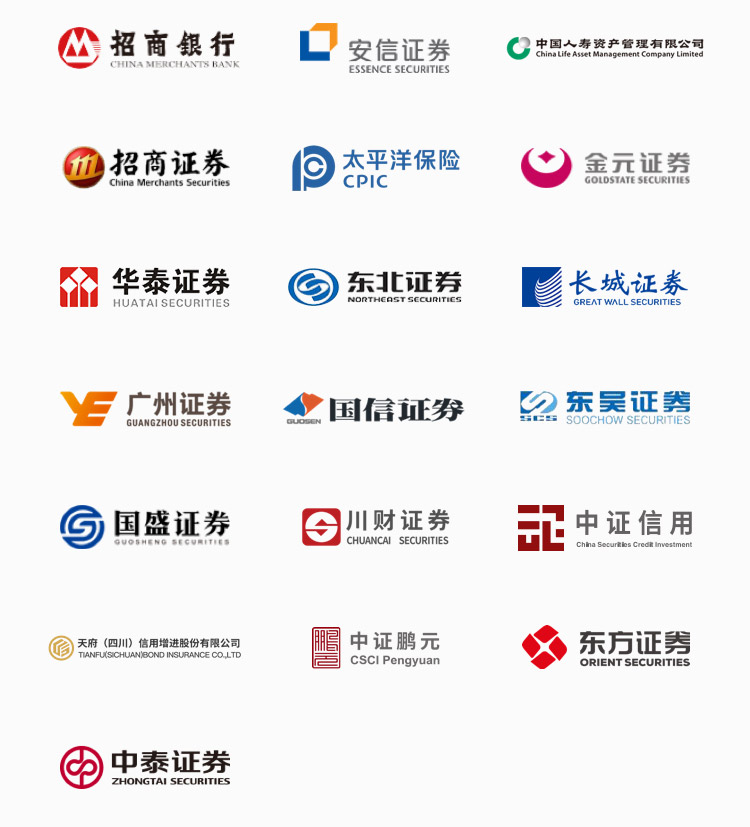 招商银行
CHINA MERCHANTS BANK
安信证券
ESSENCE SECURITIES
中国人寿资产管理有限公司
China Life Asset Management Company Limited
招商证券
China Merchants Securities
太平洋保险
CPIC
金元证券
GOLDSTATE SECURITIES
华泰证券
HUATAI SECURITIES
东北证券
NORTHEAST SECURITIES
长城证券
GREAT WALL SECURITIES
广州证券
GUANGZHOU SECURITIES
GUOSEN
国信证券
SCS
东吴证券
SOOCHOW SECURITIES
国盛证券
GUOSHENG SECURITIES
川财证券
CHUANCAI SECURITIES
中证信用
China Securities Credit Investment
天府（四川）信用增进股份有限公司
TIANFU(SICHUAN)BOND INSURANCE CO.,LTD
鹏元
中证鹏元
CSCI Pengyuan
东方证券
ORIENT SECURITIES
中泰证券
ZHONGTAI SECURITIES